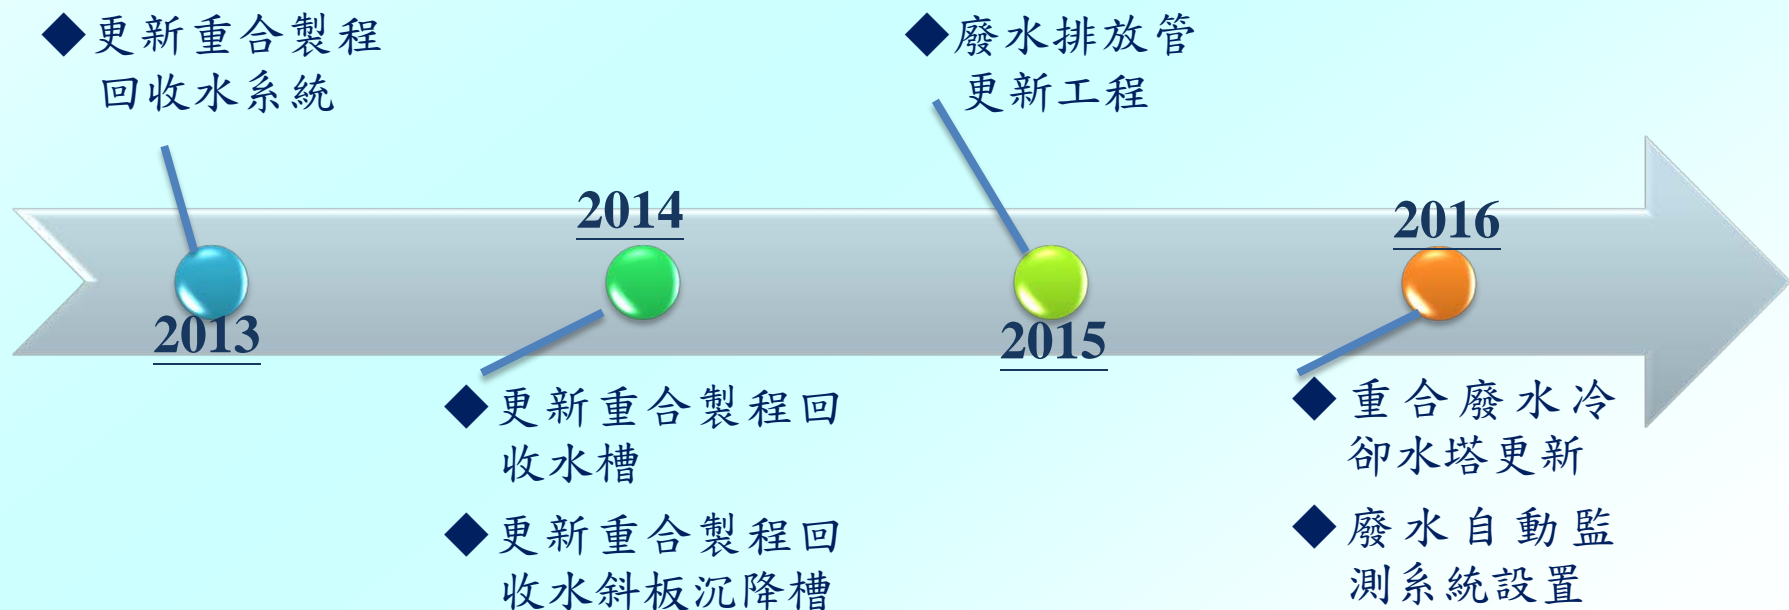 ◆更新重合製程
回收水系統
2013
2014
◆更新重合製程回
收水槽
◆更新重合製程回
收水斜板沉降槽
◆廢水排放管
更新工程
2015
2016
◆重合廢水冷
卻水塔更新
◆廢水自動監
測系統設置